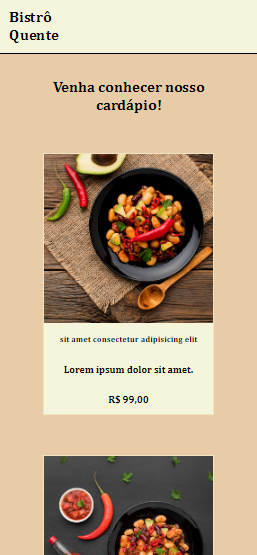 Bistrô
Quente
Venha conhecer nosso
cardápio!
sit amet consectetur adipisicing elit
Lorem ipsum dolor sit amet.
R$ 99,00